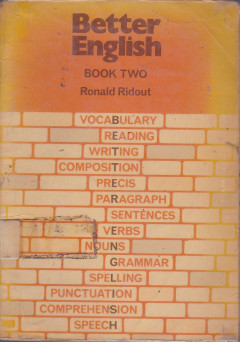 Better
English
BOOK TWO
Ronald Ridout
VOCABULARY
READING
WRITING
COMPOSITION
PRECIS
PARAGRAPH
SENTENCES
VERBS
NOUNS
GRAMMAR
SPELLING
PUNCTUATION
COMPREHENSION
SPEECH